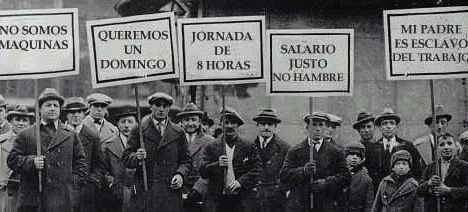 NO SOMOS
MAQUINAS
QUEREMOS
UN
DOMINGO
JORNADA
DE
8 HORAS
SALARIO
JUSTO
NO HAMBRE
MI PADRE
ES ESCLAVO
DEL TRABAJO